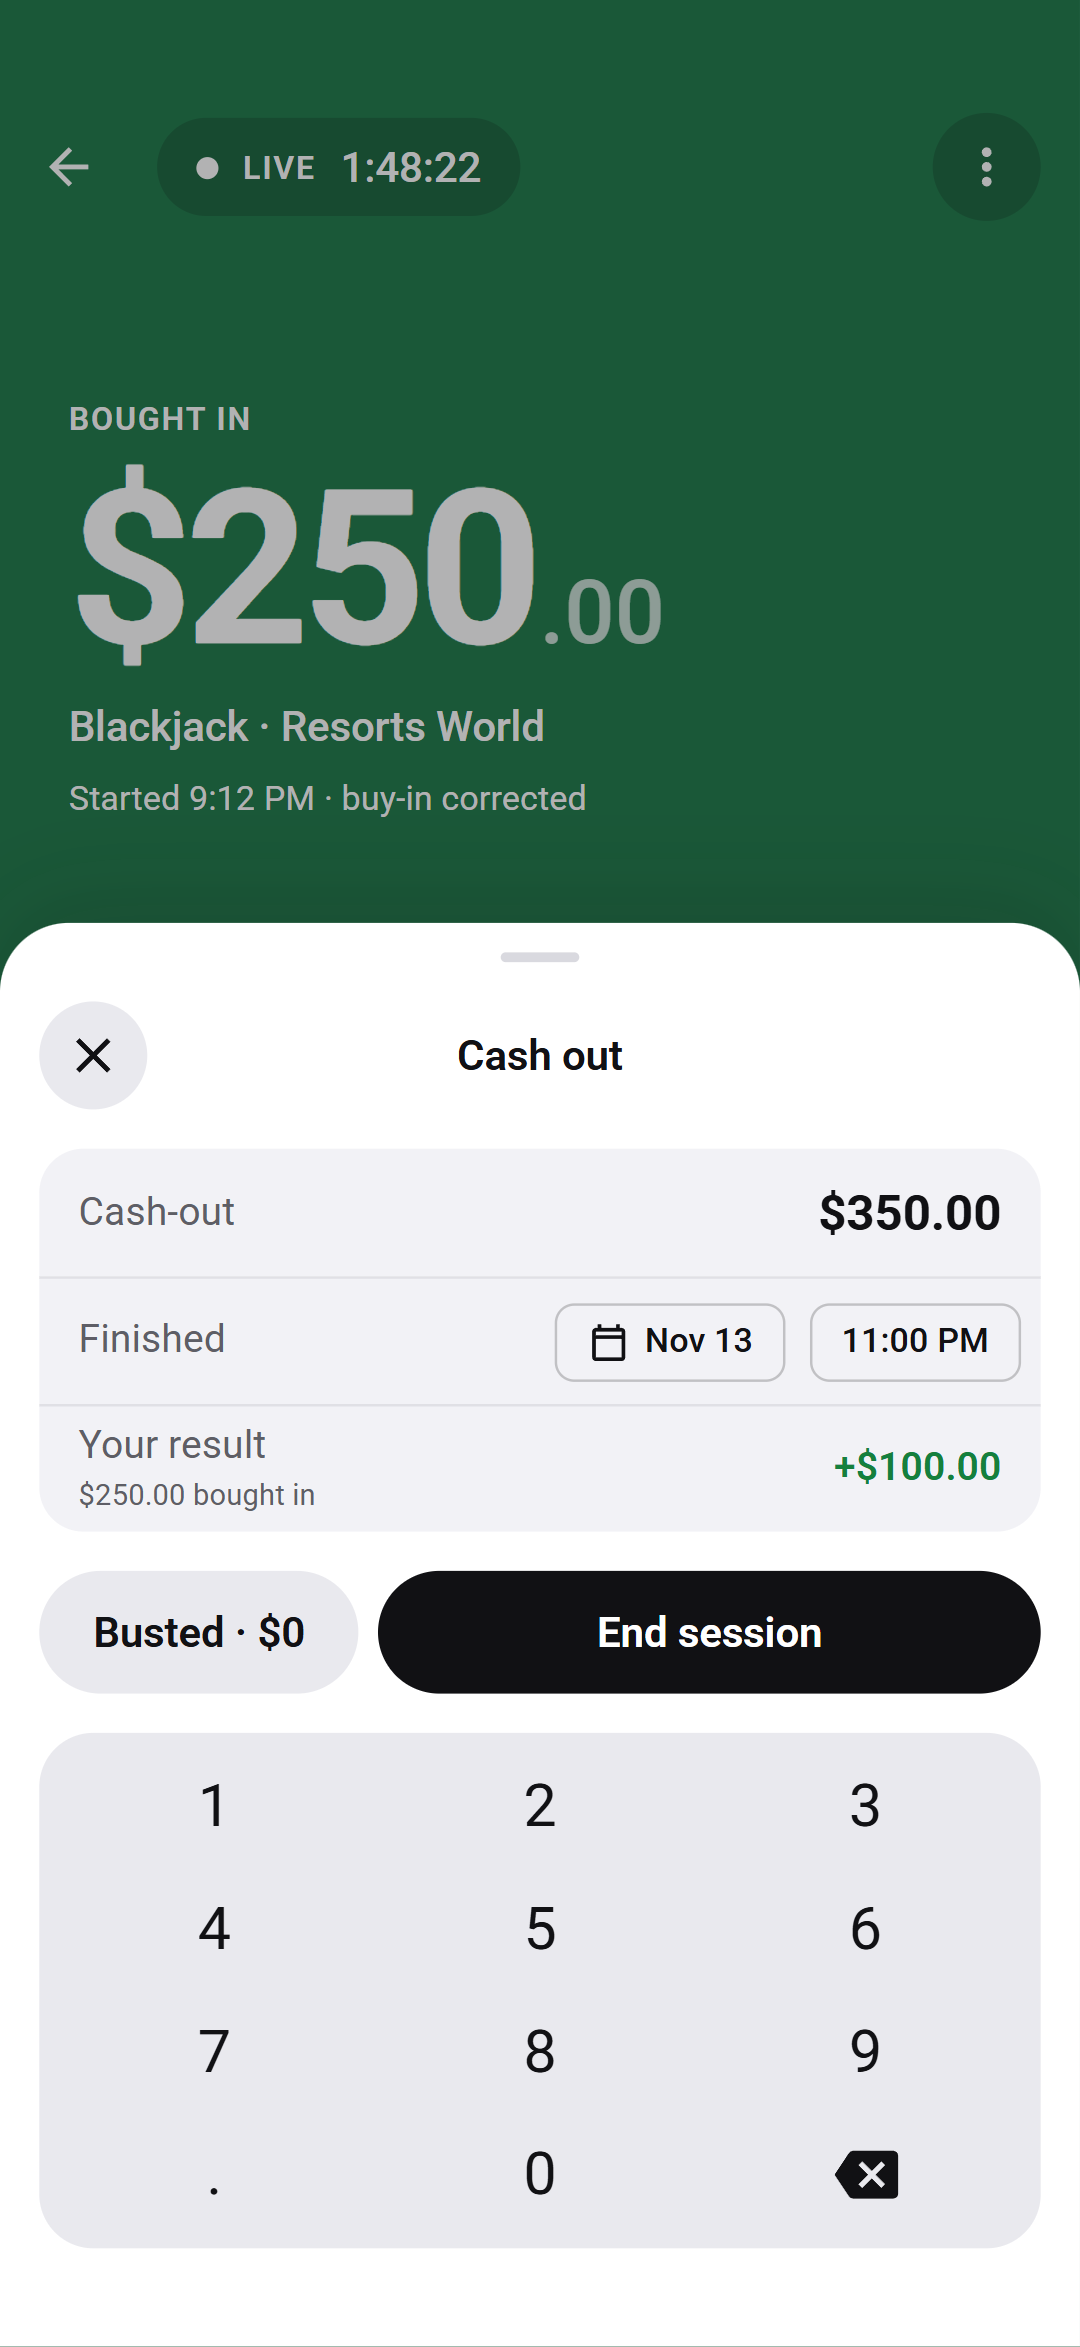 LIVE 1:48:22
BOUGHT IN
$250.00
Blackjack · Resorts World
Started 9:12 PM · buy-in corrected
Cash out
Cash-out $350.00
Finished Nov 13 11:00 PM
Your result
$250.00 bought in
+$100.00
Busted · $0 End session
1 2 3
4 5 6
7 8 9
. 0